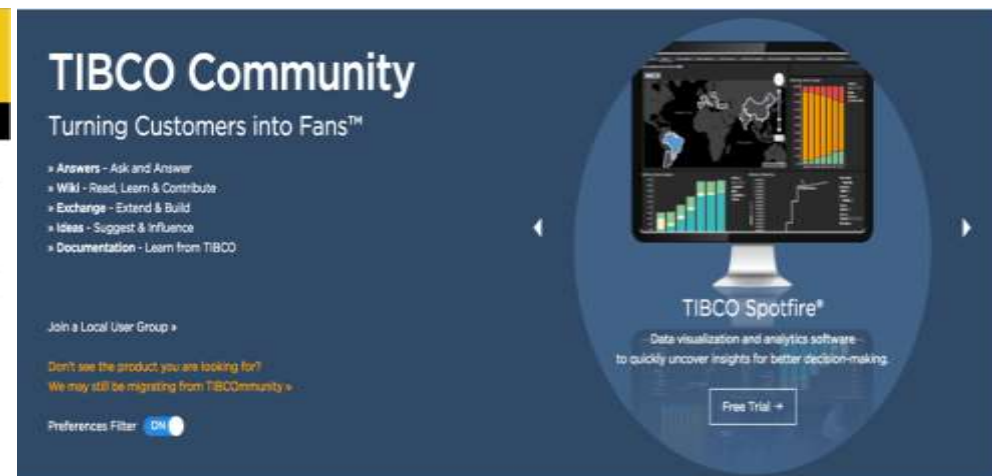 TIBCO Community
Turning Customers into Fans™
» Answers - Ask and Answer
» Wiki - Read, Learn & Contribute
» Exchange - Extend & Build
» Ideas - Suggest & Influence
» Documentation - Learn from TIBCO
Join a Local User Group »
Don't see the product you are looking for?
We may still be migrating from TIBCOmmunity »
Preferences Filter ON
TIBCO Spotfire®
Data visualization and analytics software
to quickly uncover insights for better decision-making.
Free Trial →